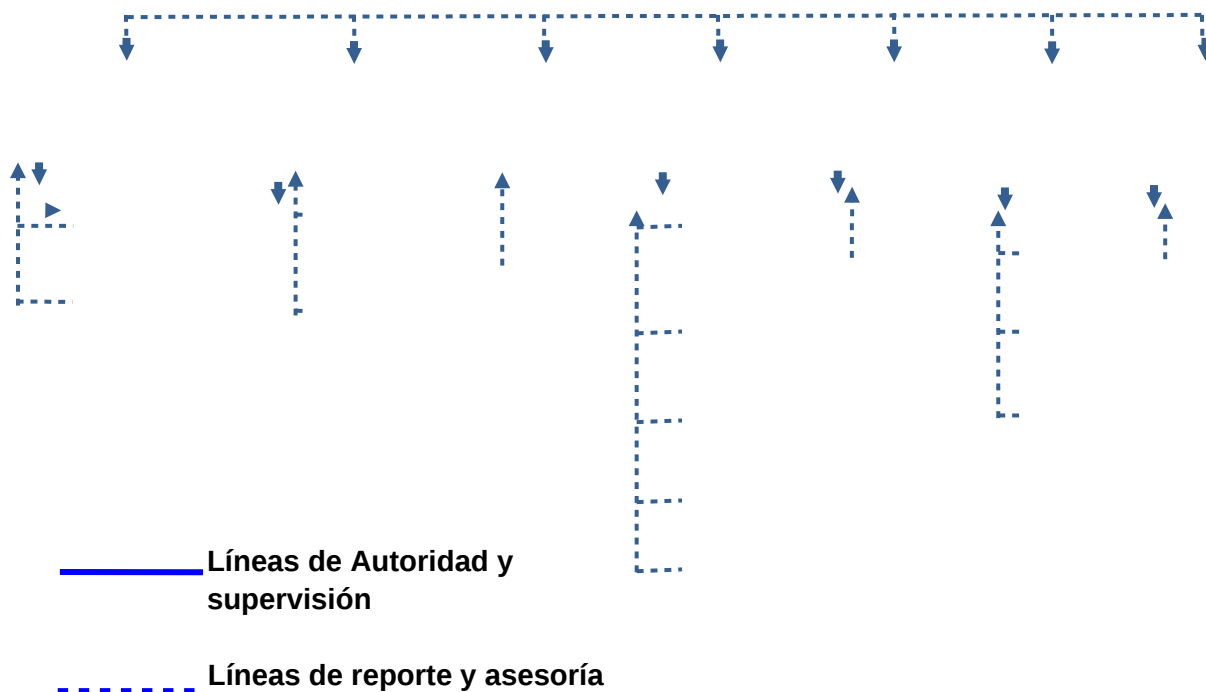 Líneas de Autoridad y
supervisión
Líneas de reporte y asesoría